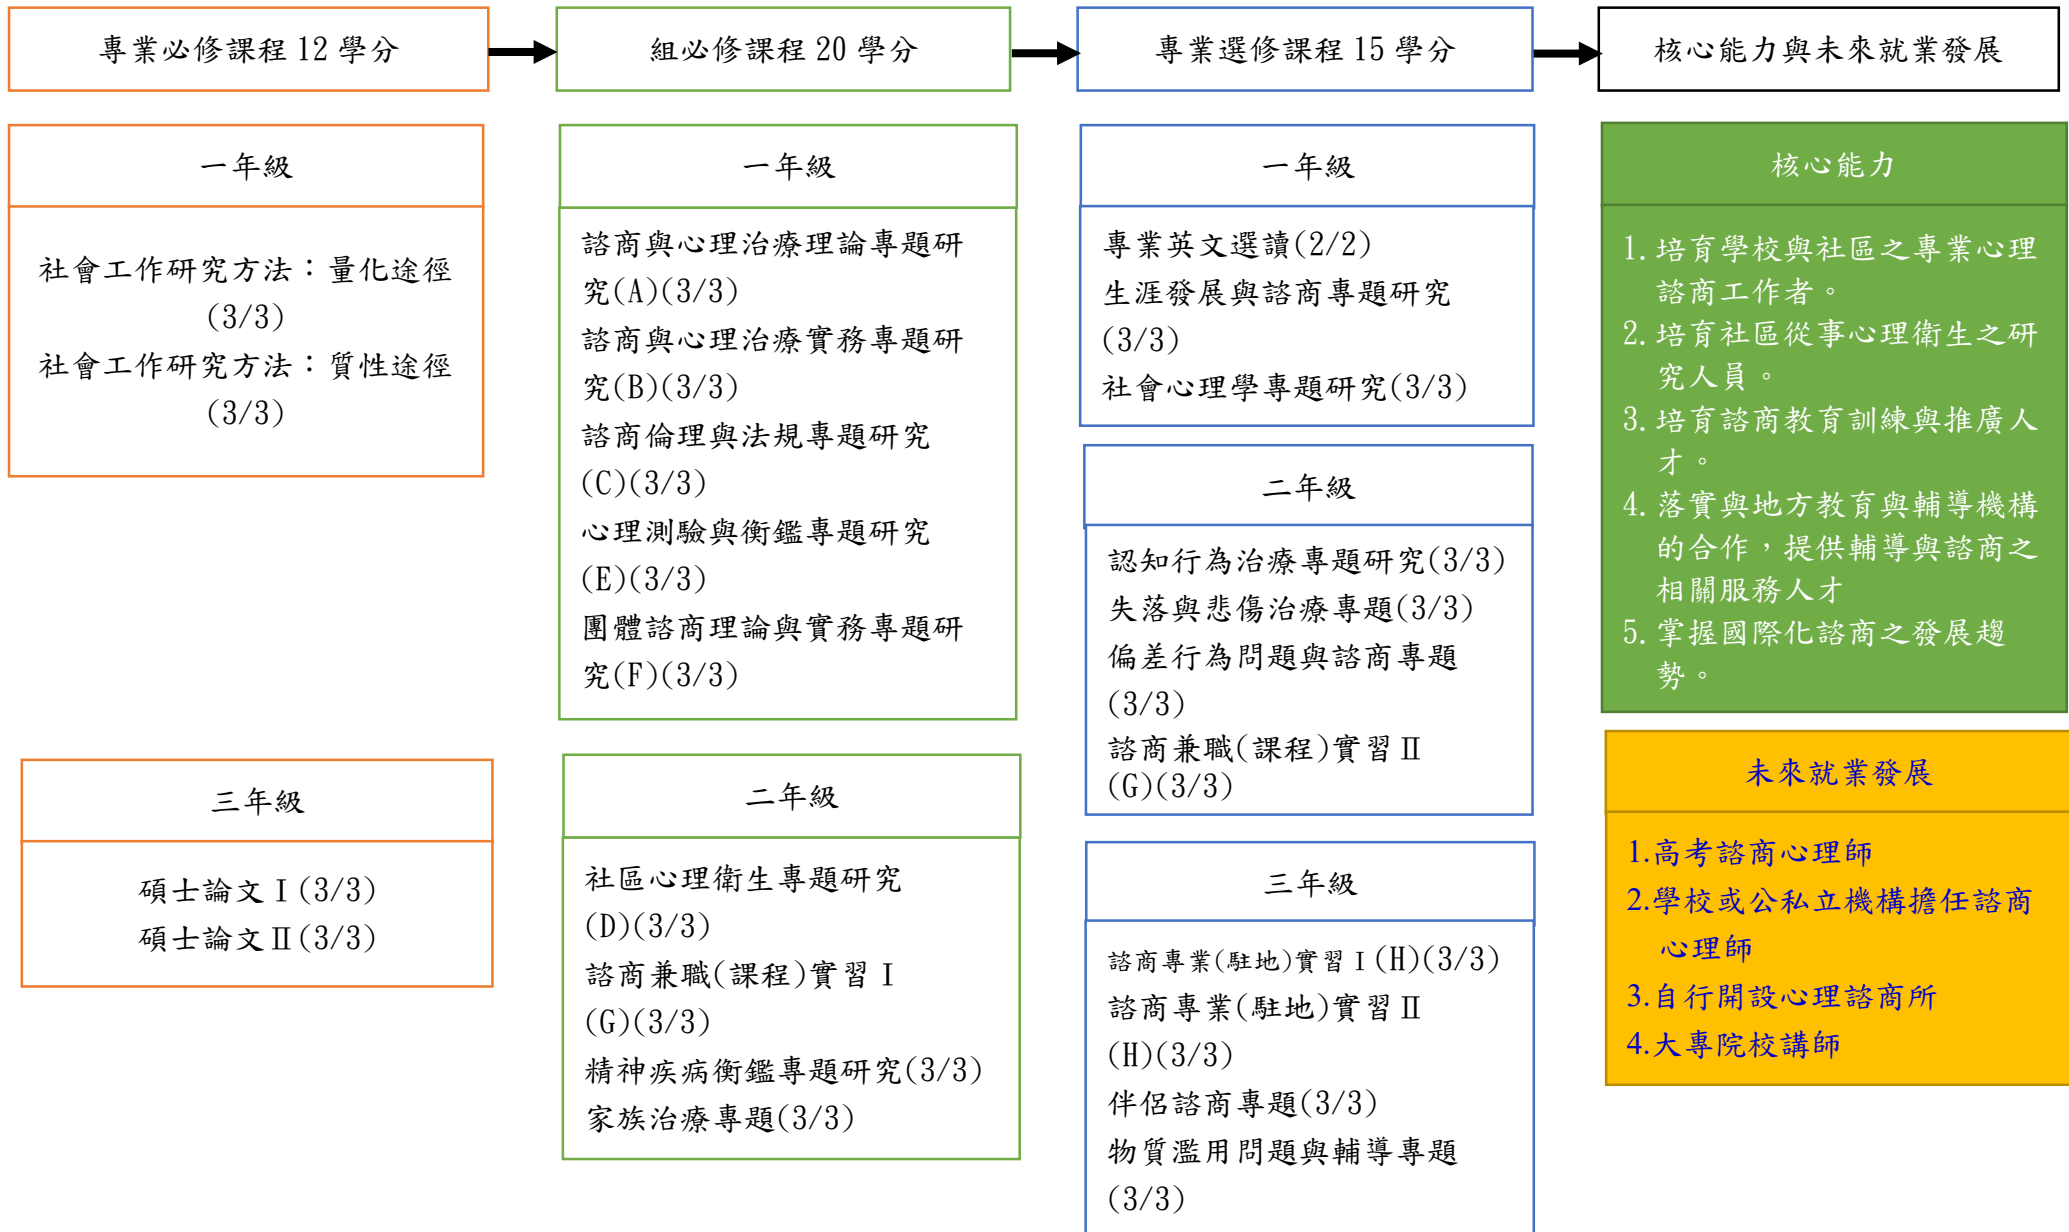 專業必修課程 12 學分
組必修課程 20 學分
專業選修課程 15 學分
核心能力與未來就業發展
一年級
社會工作研究方法：量化途徑
(3/3)
社會工作研究方法：質性途徑
(3/3)
三年級
碩士論文Ⅰ(3/3)
碩士論文Ⅱ(3/3)
一年級
諮商與心理治療理論專題研
究(A)(3/3)
諮商與心理治療實務專題研
究(B)(3/3)
諮商倫理與法規專題研究
(C)(3/3)
心理測驗與衡鑑專題研究
(E)(3/3)
團體諮商理論與實務專題研
究(F)(3/3)
二年級
社區心理衛生專題研究
(D)(3/3)
諮商兼職(課程)實習Ⅰ
(G)(3/3)
精神疾病衡鑑專題研究(3/3)
家族治療專題(3/3)
一年級
專業英文選讀(2/2)
生涯發展與諮商專題研究
(3/3)
社會心理學專題研究(3/3)
二年級
認知行為治療專題研究(3/3)
失落與悲傷治療專題(3/3)
偏差行為問題與諮商專題
(3/3)
諮商兼職(課程)實習Ⅱ
(G)(3/3)
三年級
諮商專業(駐地)實習Ⅰ(H)(3/3)
諮商專業(駐地)實習Ⅱ
(H)(3/3)
伴侶諮商專題(3/3)
物質濫用問題與輔導專題
(3/3)
核心能力
1. 培育學校與社區之專業心理
諮商工作者。
2. 培育社區從事心理衛生之研
究人員。
3. 培育諮商教育訓練與推廣人
才。
4. 落實與地方教育與輔導機構
的合作，提供輔導與諮商之
相關服務人才
5. 掌握國際化諮商之發展趨
勢。
未來就業發展
1.高考諮商心理師
2.學校或公私立機構擔任諮商
心理師
3.自行開設心理諮商所
4.大專院校講師